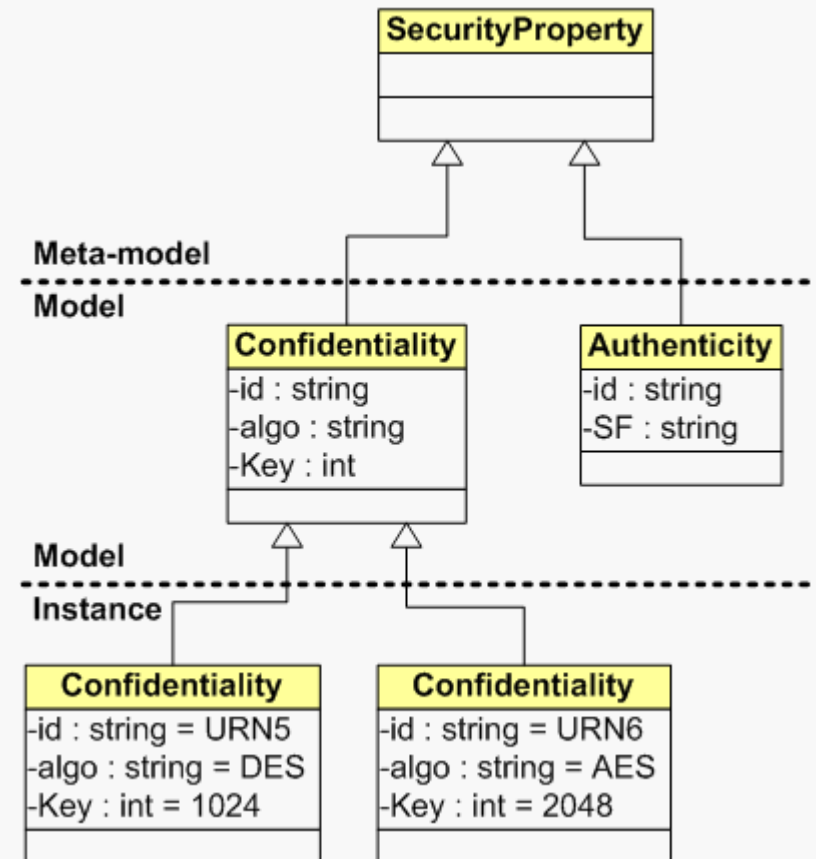 SecurityProperty
Meta-model
Model
Confidentiality
-id : string
-algo : string
-Key : int
Authenticity
-id : string
-SF : string
Model
Instance
Confidentiality
-id : string = URN5
-algo : string = DES
-Key : int = 1024
Confidentiality
-id : string = URN6
-algo : string = AES
-Key : int = 2048